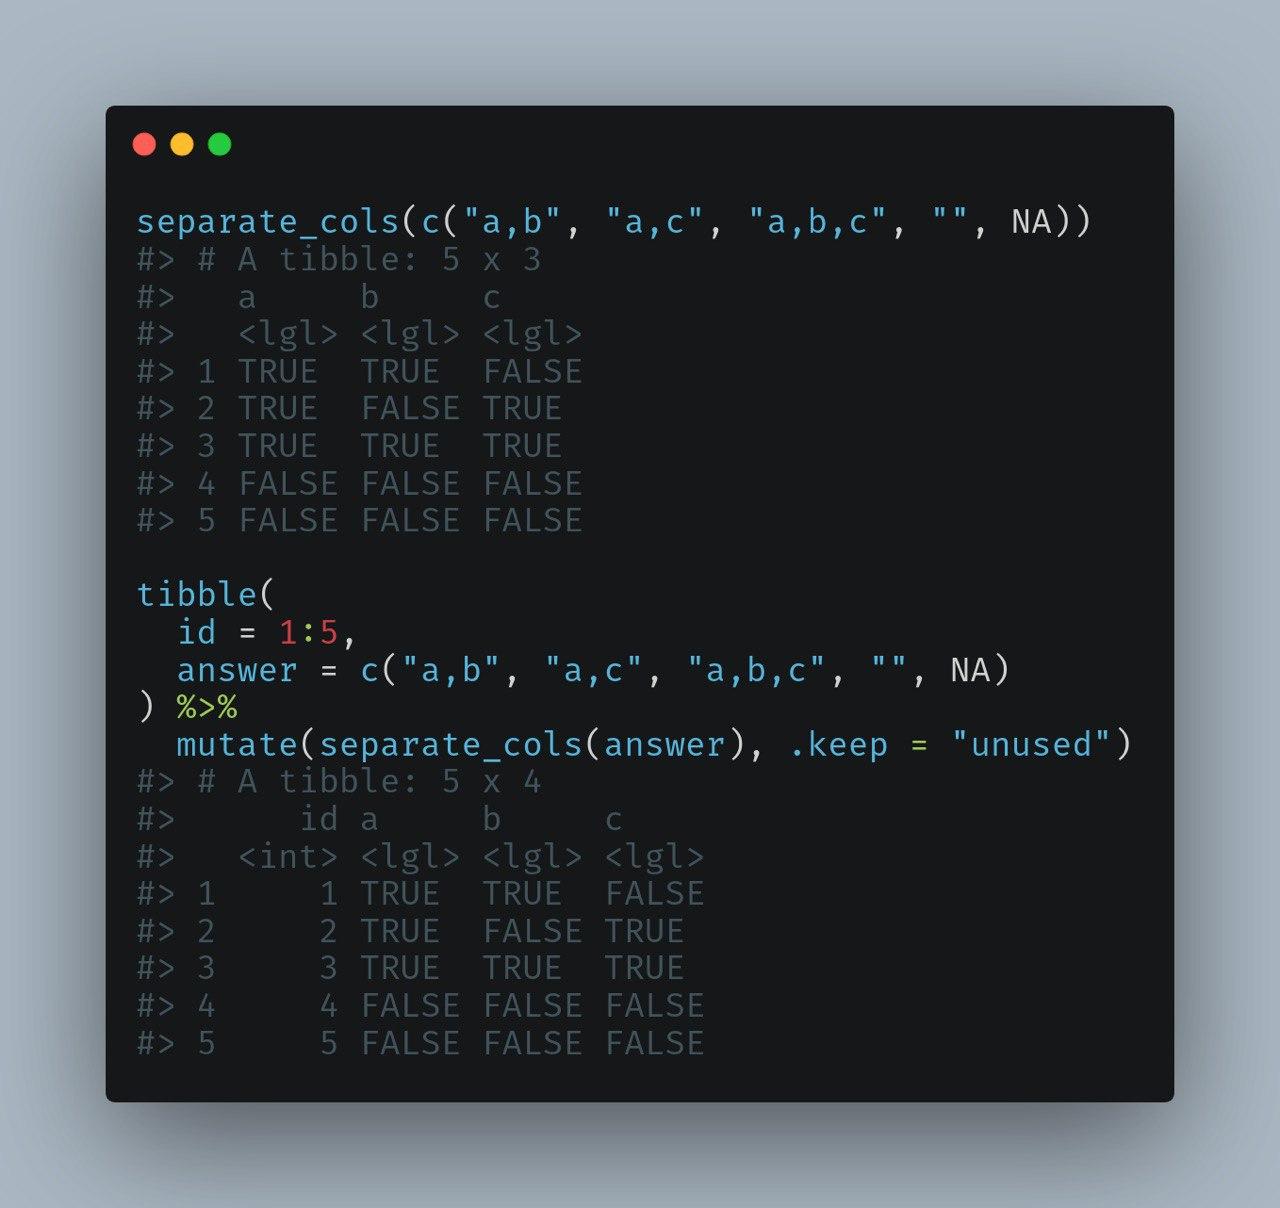 separate_cols(c("a,b", "a,c", "a,b,c", "", NA))
#> # A tibble: 5 x 3
#>   a     b     c
#>   <lgl> <lgl> <lgl>
#> 1 TRUE  TRUE  FALSE
#> 2 TRUE  FALSE TRUE
#> 3 TRUE  TRUE  TRUE
#> 4 FALSE FALSE FALSE
#> 5 FALSE FALSE FALSE

tibble(
  id = 1:5,
  answer = c("a,b", "a,c", "a,b,c", "", NA)
) %>%
  mutate(separate_cols(answer), .keep = "unused")
#> # A tibble: 5 x 4
#>      id a     b     c
#>   <int> <lgl> <lgl> <lgl>
#> 1     1 TRUE  TRUE  FALSE
#> 2     2 TRUE  FALSE TRUE
#> 3     3 TRUE  TRUE  TRUE
#> 4     4 FALSE FALSE FALSE
#> 5     5 FALSE FALSE FALSE